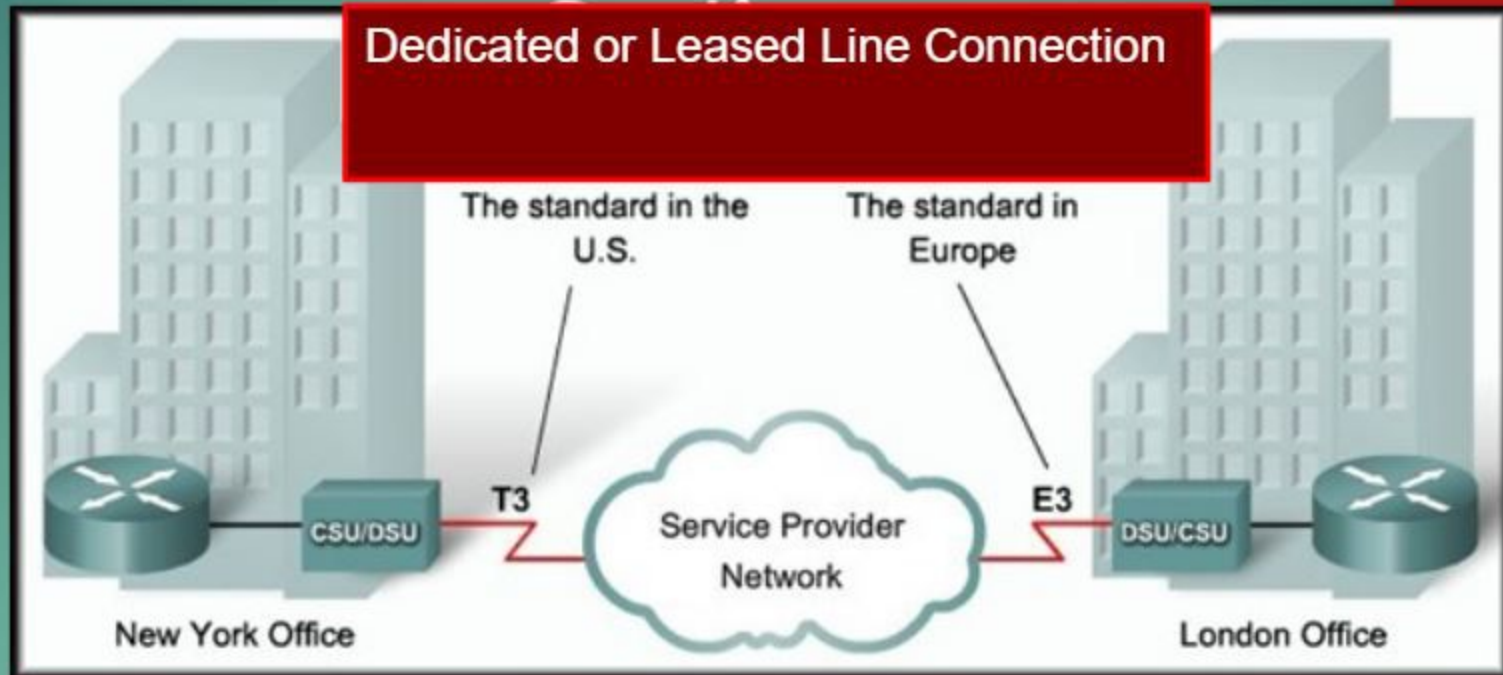 Dedicated or Leased Line Connection
The standard in the
U.S.
The standard in
Europe
T3
E3
CSU/DSU
Service Provider
Network
DSU/CSU
New York Office
London Office